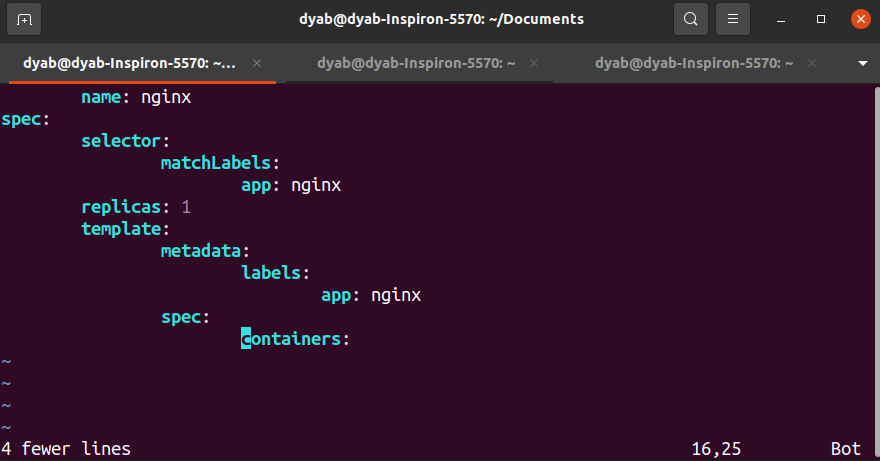 dyab@dyab-Inspiron-5570: ~/Documents
dyab@dyab-Inspiron-5570: ~... × dyab@dyab-Inspiron-5570: ~ × dyab@dyab-Inspiron-5570: ~ ×
        name: nginx
spec:
        selector:
                matchLabels:
                        app: nginx
        replicas: 1
        template:
                metadata:
                        labels:
                                app: nginx
                spec:
                        containers:
~
~
~
~
4 fewer lines 16,25 Bot